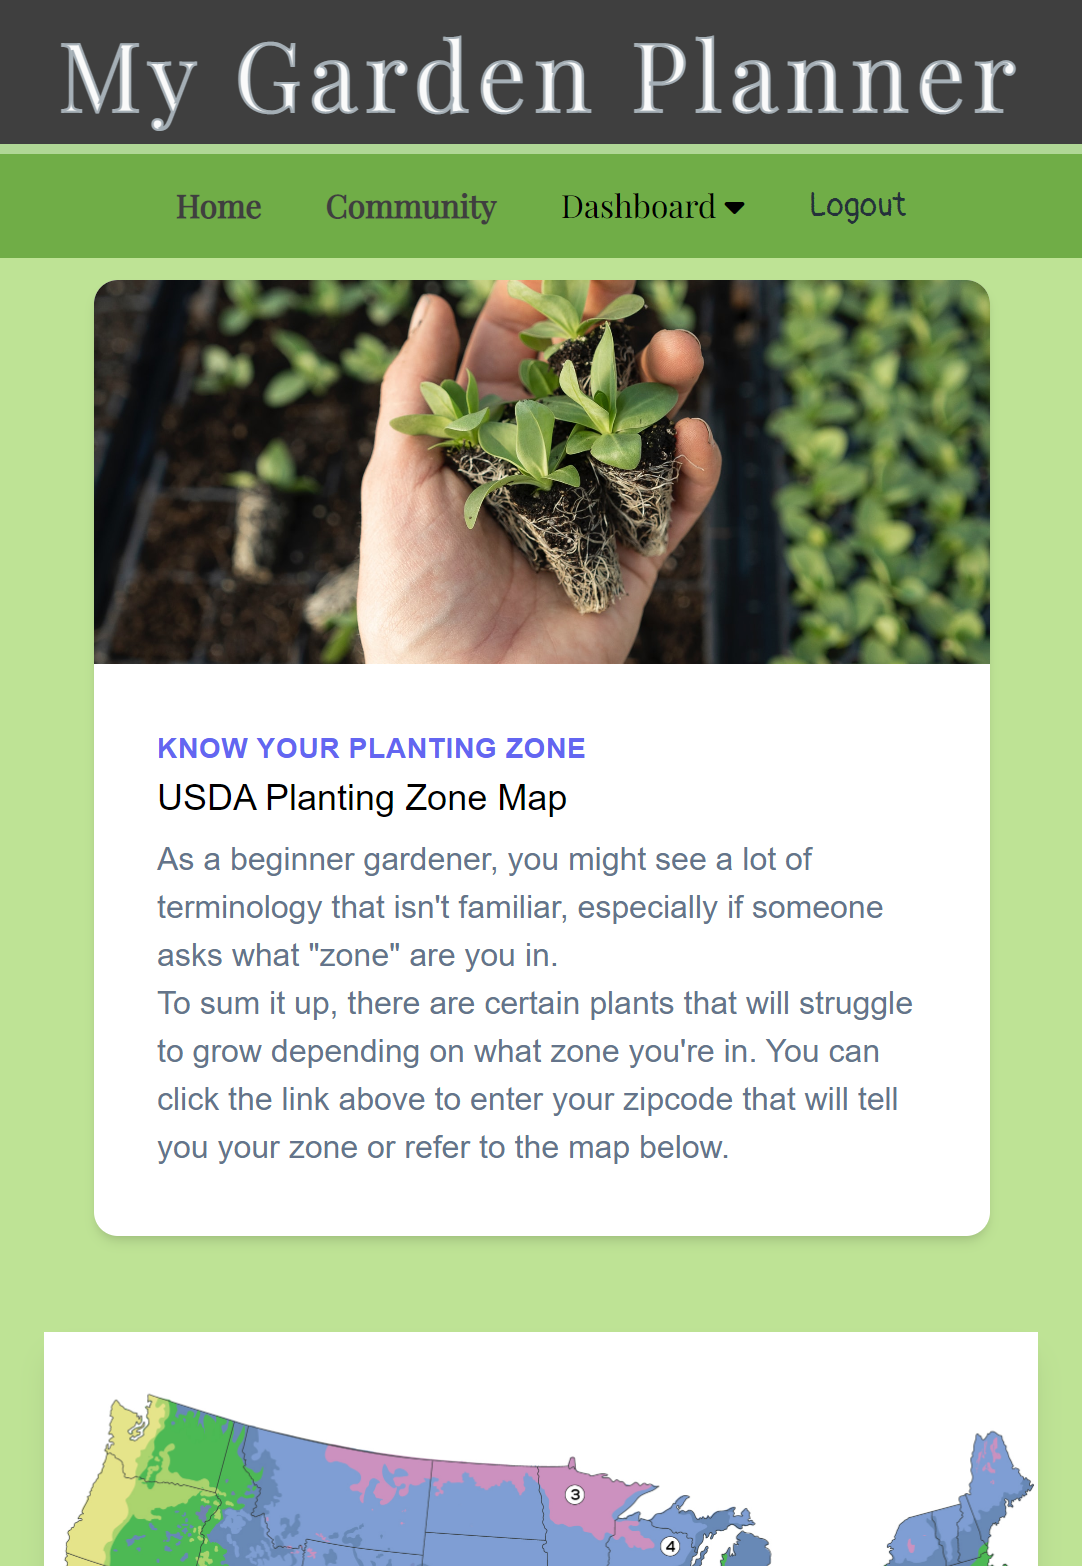 My Garden Planner
Home Community Dashboard Logout
KNOW YOUR PLANTING ZONE
USDA Planting Zone Map
As a beginner gardener, you might see a lot of
terminology that isn't familiar, especially if someone
asks what "zone" are you in.
To sum it up, there are certain plants that will struggle
to grow depending on what zone you're in. You can
click the link above to enter your zipcode that will tell
you your zone or refer to the map below.
3
4